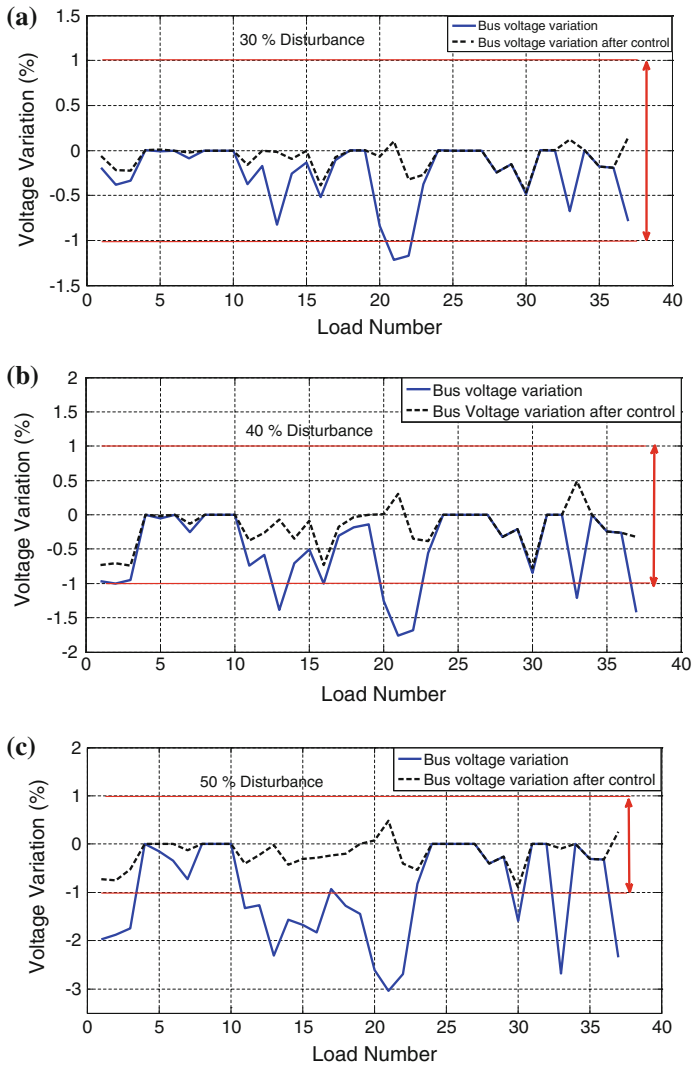 (a)
1.5
1
0.5
0
-0.5
-1
-1.5
Voltage Variation (%)
30 % Disturbance
Bus voltage variation
Bus voltage variation after control
0 5 10 15 20 25 30 35 40
Load Number
(b)
2
1.5
1
0.5
0
-0.5
-1
-1.5
-2
Voltage Variation (%)
40 % Disturbance
Bus voltage variation
Bus Voltage variation after control
0 5 10 15 20 25 30 35 40
Load Number
(c)
2
1
0
-1
-2
-3
Voltage Variation (%)
50 % Disturbance
Bus voltage variation
Bus voltage variation after control
0 5 10 15 20 25 30 35 40
Load Number